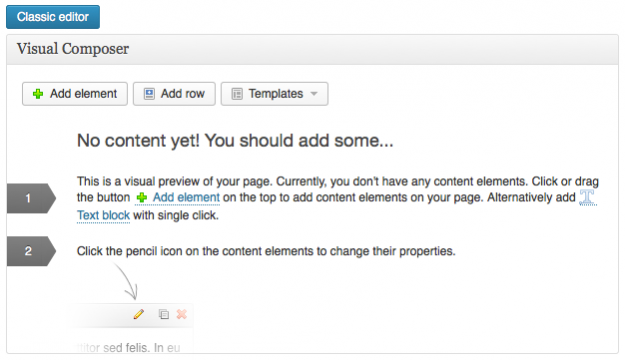 Classic editor
Visual Composer
Add element Add row Templates
No content yet! You should add some...
This is a visual preview of your page. Currently, you don't have any content elements. Click or drag
1 the button Add element on the top to add content elements on your page. Alternatively add
Text block with single click.
2 Click the pencil icon on the content elements to change their properties.
sed felis. In eu